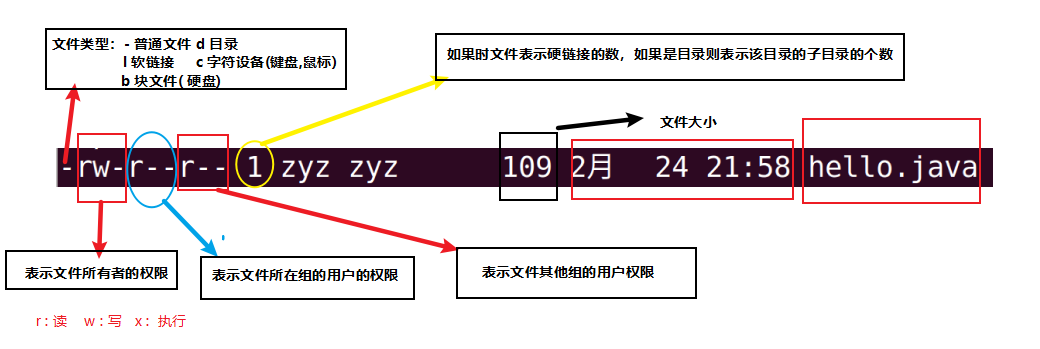 文件类型：- 普通文件 d 目录
l 软链接 c 字符设备(键盘,鼠标)
b 块文件( 硬盘)
如果时文件表示硬链接的数，如果是目录则表示该目录的子目录的个数
文件大小
-rw-r--r-- 1 zyz zyz 109 2月 24 21:58 hello.java
表示文件所有者的权限
表示文件所在组的用户的权限
表示文件其他组的用户权限
r : 读 w : 写 x : 执行